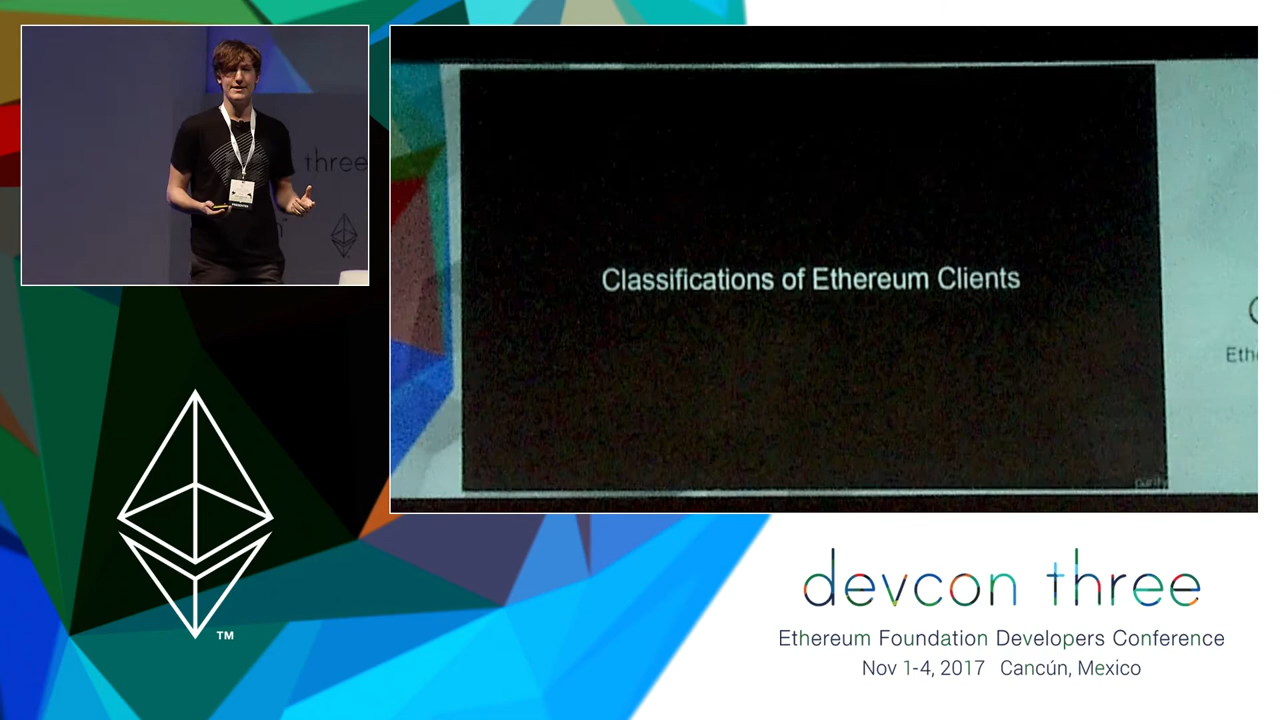 three
Classifications of Ethereum Clients
parity
Eth
TM
devcon three
Ethereum Foundation Developers Conference
Nov 1-4, 2017 Cancún, Mexico